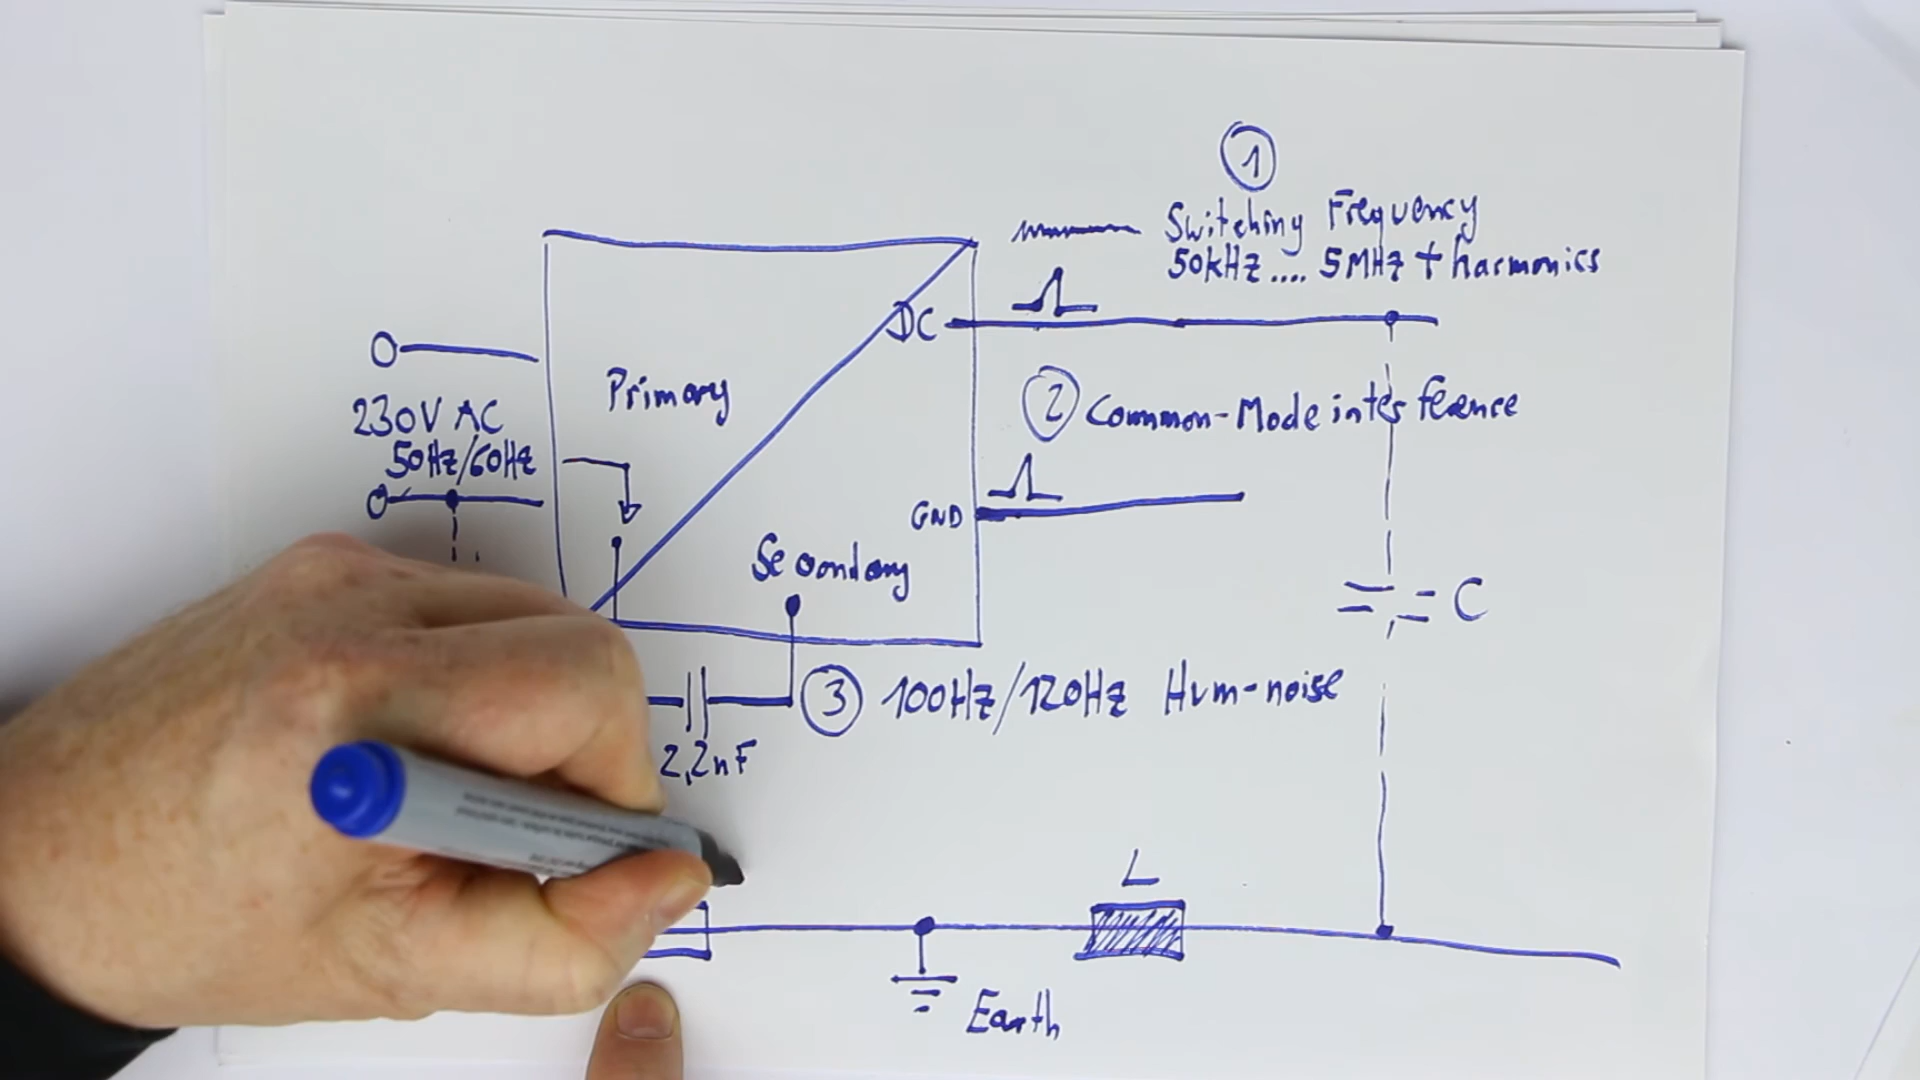 1
Switching Frequency
50kHz.... 5MHz + harmonics
DC
Primary
230V AC
50Hz/60Hz
2 Common-Mode interference
GND
Secondary
C
3 100Hz/120Hz Hum-noise
2,2nF
L
Earth